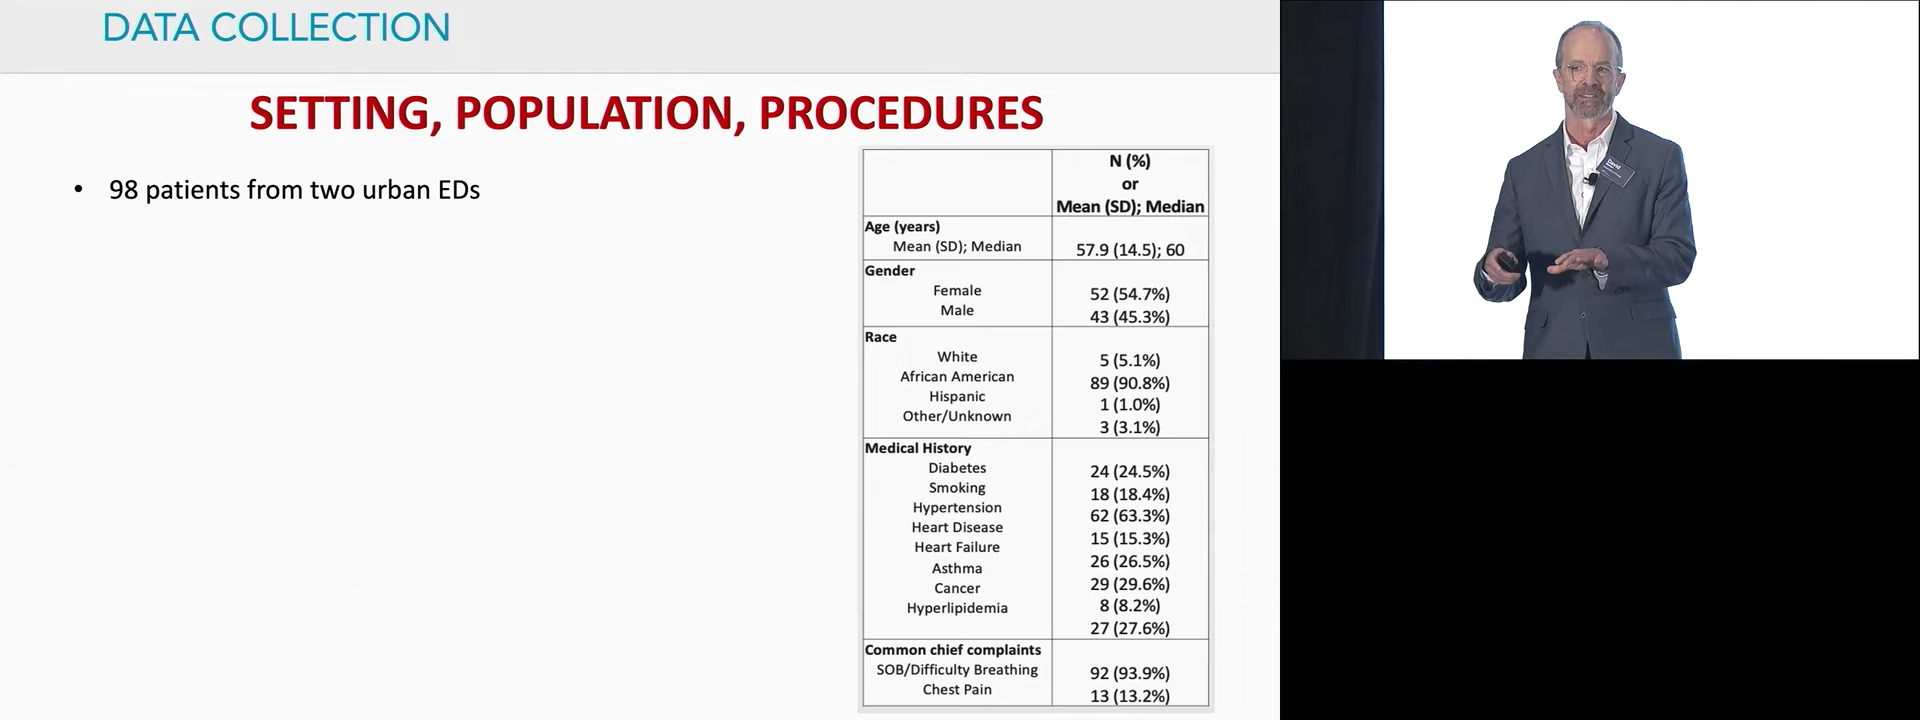 DATA COLLECTION
SETTING, POPULATION, PROCEDURES
• 98 patients from two urban EDs
N (%)
or
Mean (SD); Median
Age (years)
Mean (SD); Median 57.9 (14.5); 60
Gender
Female 52 (54.7%)
Male 43 (45.3%)
Race
White 5 (5.1%)
African American 89 (90.8%)
Hispanic 1 (1.0%)
Other/Unknown 3 (3.1%)
Medical History
Diabetes 24 (24.5%)
Smoking 18 (18.4%)
Hypertension 62 (63.3%)
Heart Disease 15 (15.3%)
Heart Failure 26 (26.5%)
Asthma 29 (29.6%)
Cancer 8 (8.2%)
Hyperlipidemia 27 (27.6%)
Common chief complaints
SOB/Difficulty Breathing 92 (93.9%)
Chest Pain 13 (13.2%)
David